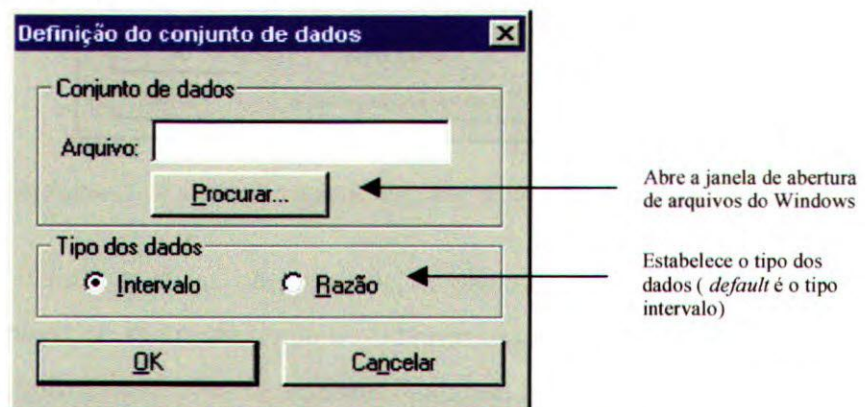 Definição do conjunto de dados
Conjunto de dados
Arquivo:
Procurar...
Abre a janela de abertura
de arquivos do Windows
Tipo dos dados
Intervalo Razão
Estabelece o tipo dos
dados ( default é o tipo
intervalo)
OK Cancelar